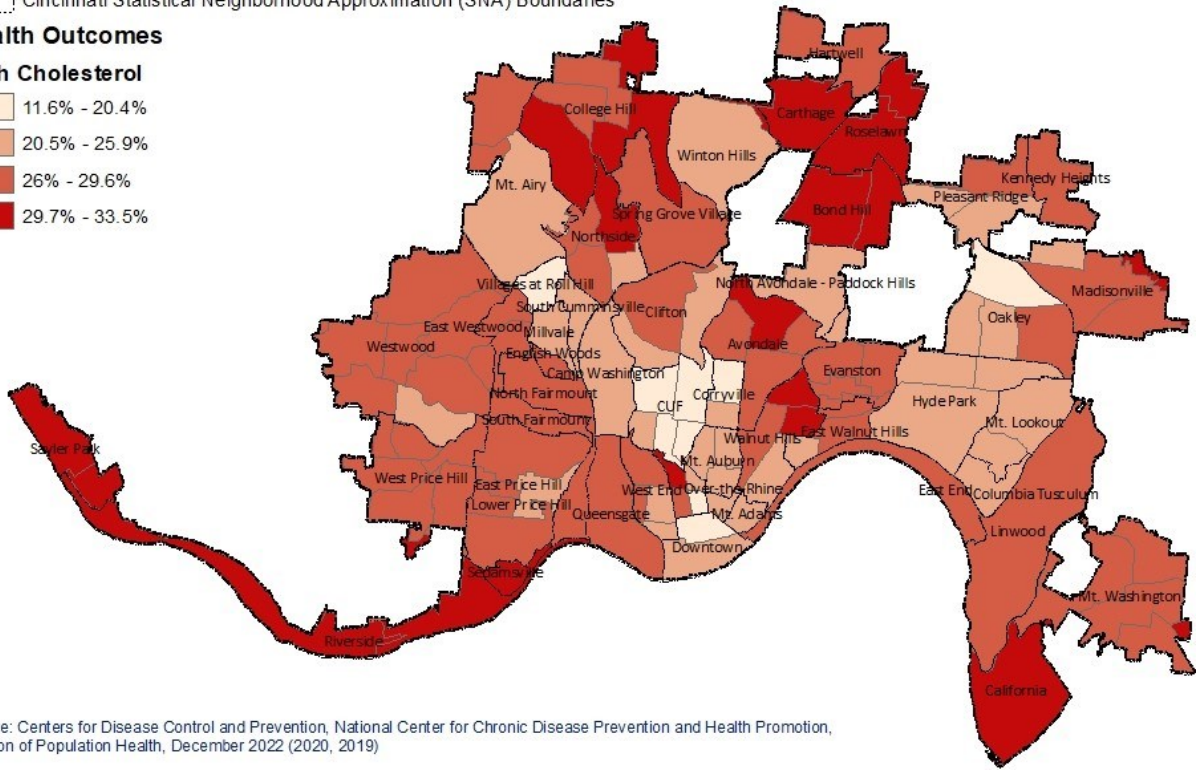 Cincinnati Statistical Neighborhood Approximation (SNA) Boundaries
alth Outcomes
h Cholesterol
11.6% - 20.4%
20.5% - 25.9%
26% - 29.6%
29.7% - 33.5%
Hartwell
College Hill
Carthage
Roselawn
Winton Hills
Mt. Airy
Kennedy Heights
Pleasant Ridge
Bond Hill
Spring Grove Village
Northside
Villages at Roll Hill
North Avondale - Paddock Hills
Madisonville
South Cumminsville
Clifton
Oakley
East Westwood
Millvale
Westwood
Avondale
English Woods
Camp Washington
Evanston
North Fairmount
Corryville
Hyde Park
CUF
South Fairmount
Mt. Lookout
Walnut Hills
East Walnut Hills
Sayler Park
Mt. Auburn
West Price Hill
East Price Hill
West End
Over-the-Rhine
East End
Columbia Tusculum
Lower Price Hill
Queensgate
Mt. Adams
Linwood
Downtown
Sedamsville
Mt. Washington
Riverside
California
e: Centers for Disease Control and Prevention, National Center for Chronic Disease Prevention and Health Promotion,
on of Population Health, December 2022 (2020, 2019)